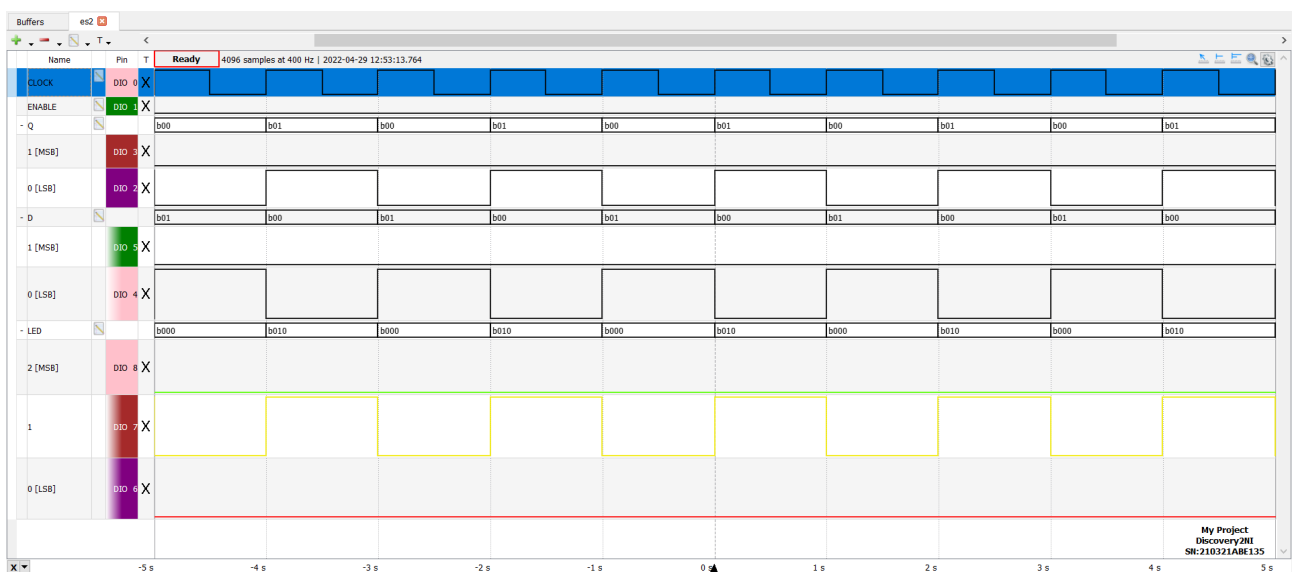 Buffers es2
T <  >
Name Pin T Ready 4096 samples at 400 Hz | 2022-04-29 12:53:13.764
CLOCK DIO 0 X
ENABLE DIO 1 X
- Q b00 b01 b00 b01 b00 b01 b00 b01 b00 b01
1 [MSB] DIO 3 X
0 [LSB] DIO 2 X
- D b01 b00 b01 b00 b01 b00 b01 b00 b01 b00
1 [MSB] DIO 5 X
0 [LSB] DIO 4 X
- LED b000 b010 b000 b010 b000 b010 b000 b010 b000 b010
2 [MSB] DIO 8 X
1 DIO 7 X
0 [LSB] DIO 6 X
My Project
Discovery2NI
SN:210321ABE135
X -5 s -4 s -3 s -2 s -1 s 0 s 1 s 2 s 3 s 4 s 5 s